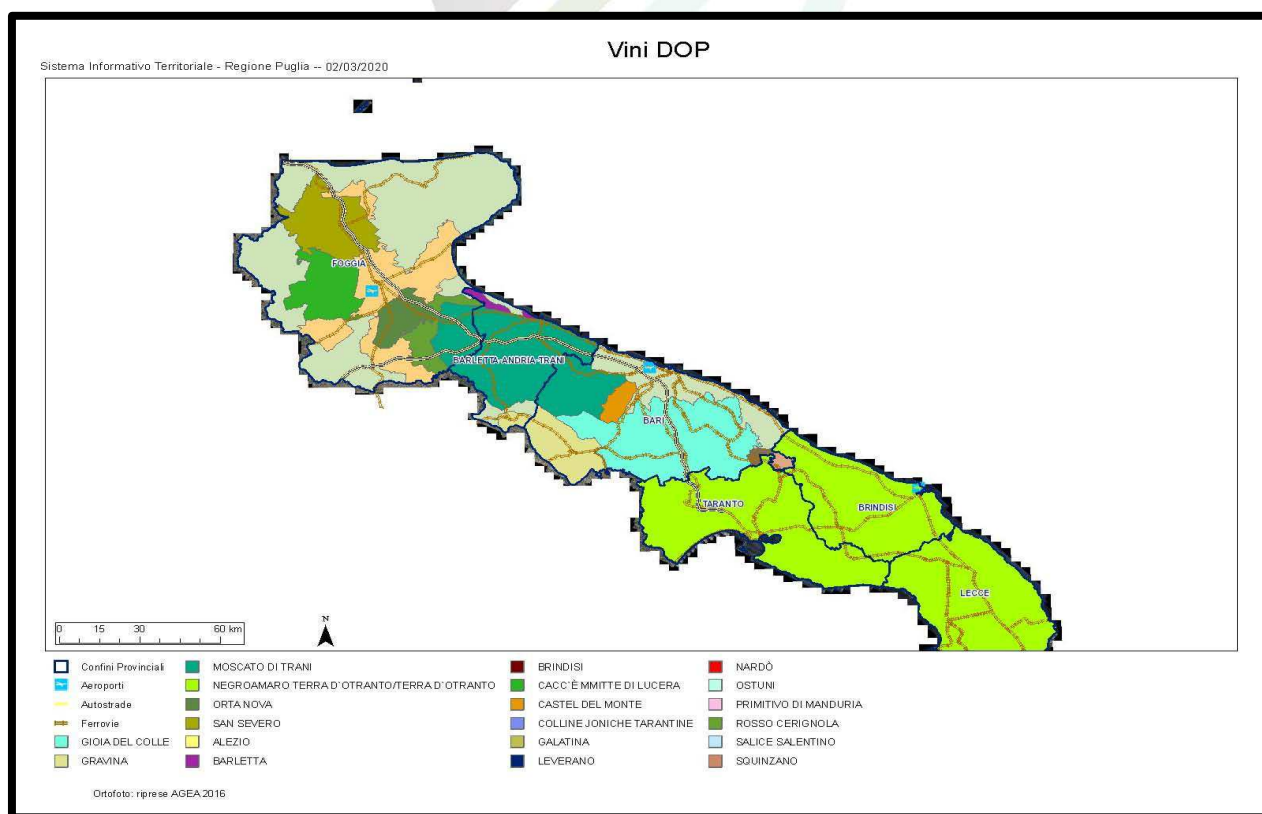 Vini DOP
Sistema Informativo Territoriale - Regione Puglia -- 02/03/2020
FOGGIA
BARLETTA-ANDRIA-TRANI
BARI
TARANTO
BRINDISI
LECCE
N
0 15 30 60 km
Confini Provinciali
Aeroporti
Autostrade
Ferrovie
GIOIA DEL COLLE
GRAVINA
MOSCATO DI TRANI
NEGROAMARO TERRA D'OTRANTO/TERRA D'OTRANTO
ORTA NOVA
SAN SEVERO
ALEZIO
BARLETTA
BRINDISI
CACC'È MMITTE DI LUCERA
CASTEL DEL MONTE
COLLINE JONICHE TARANTINE
GALATINA
LEVERANO
NARDÒ
OSTUNI
PRIMITIVO DI MANDURIA
ROSSO CERIGNOLA
SALICE SALENTINO
SQUINZANO
Ortofoto: riprese AGEA 2016